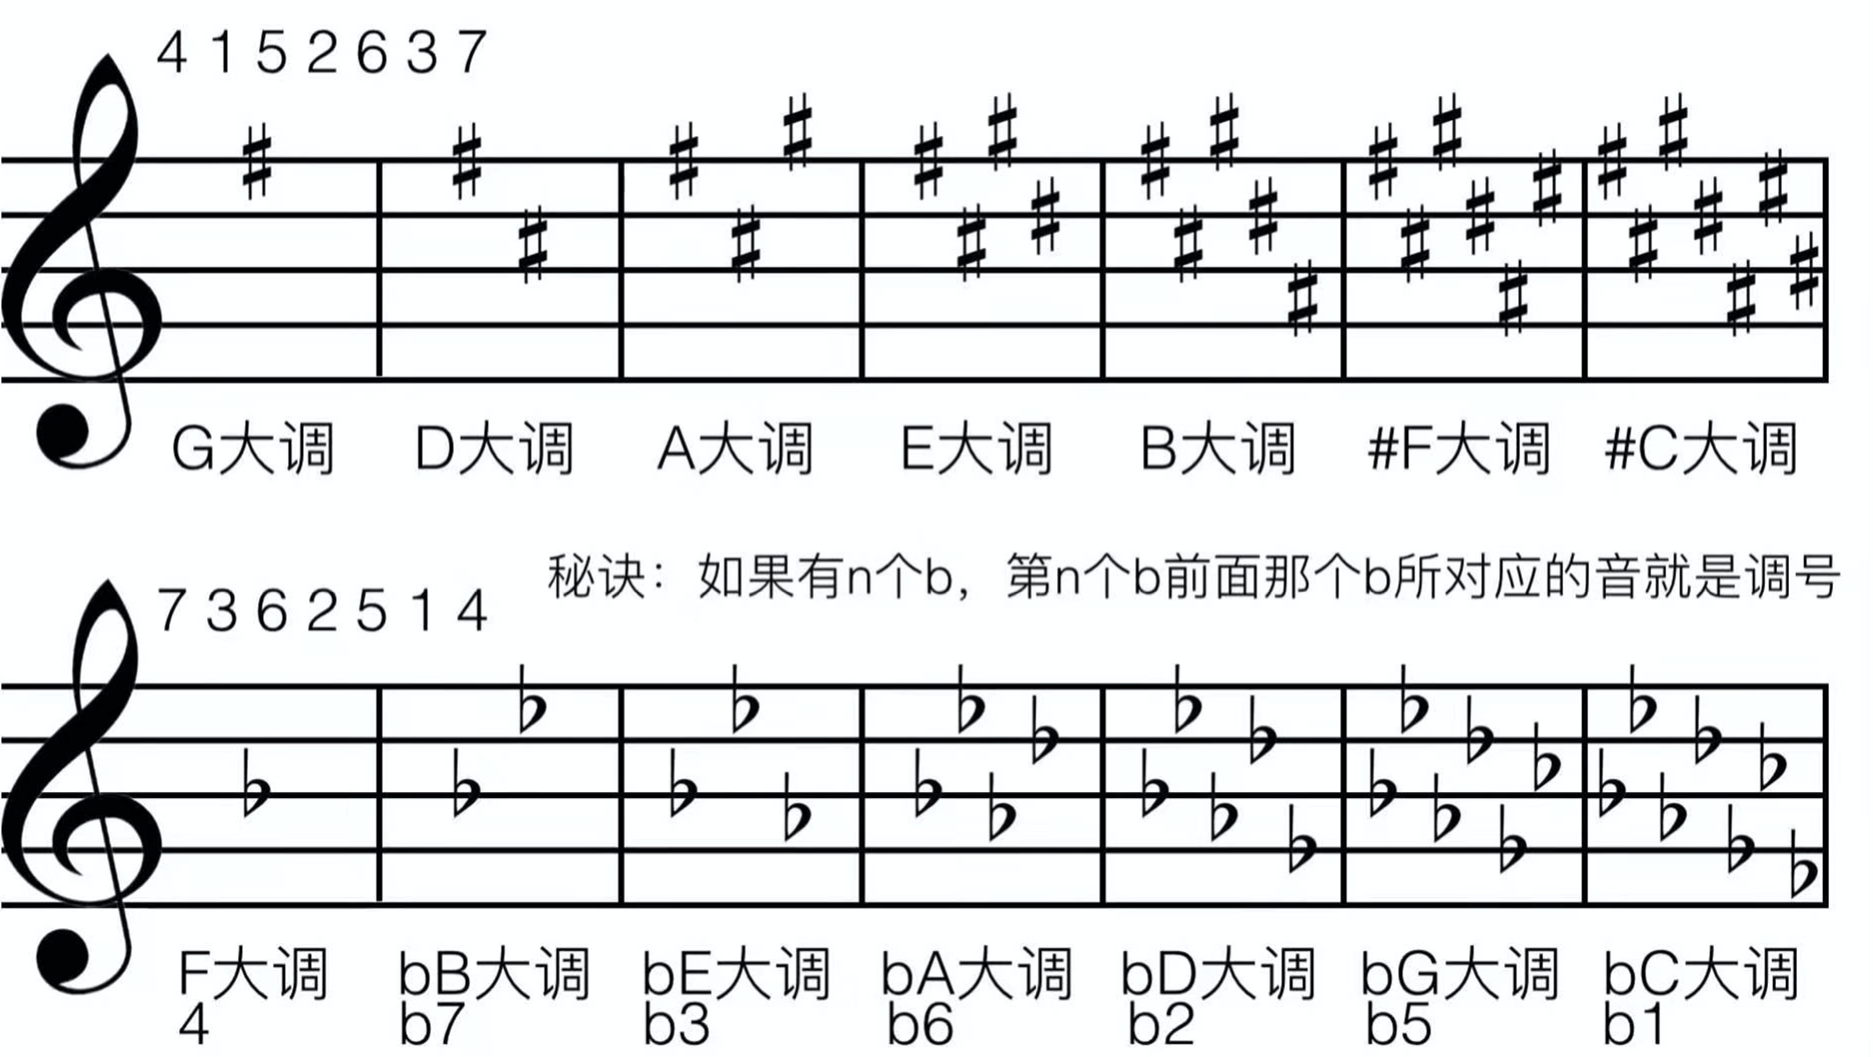 4 1 5 2 6 3 7
G大调 D大调 A大调 E大调 B大调 #F大调 #C大调
秘诀：如果有n个b，第n个b前面那个b所对应的音就是调号
7 3 6 2 5 1 4
F大调 bB大调 bE大调 bA大调 bD大调 bG大调 bC大调
4 b7 b3 b6 b2 b5 b1